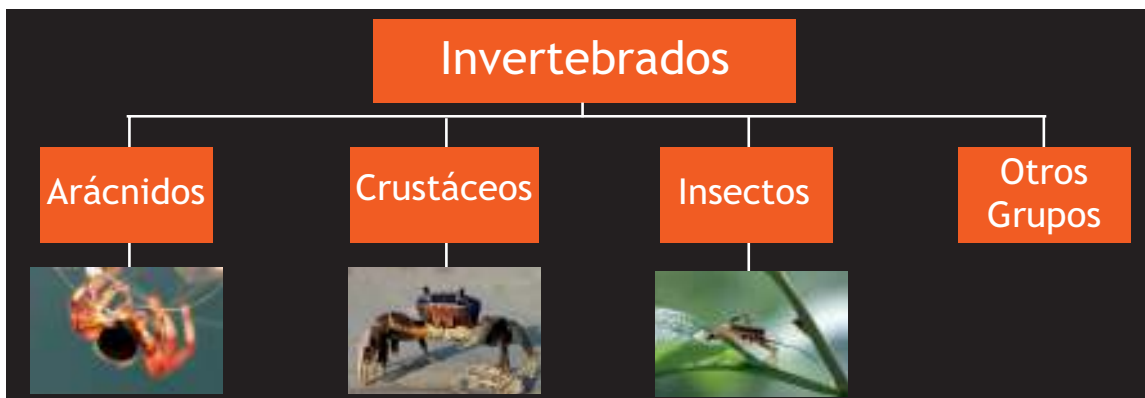 Invertebrados
Arácnidos
Crustáceos
Insectos
Otros
Grupos